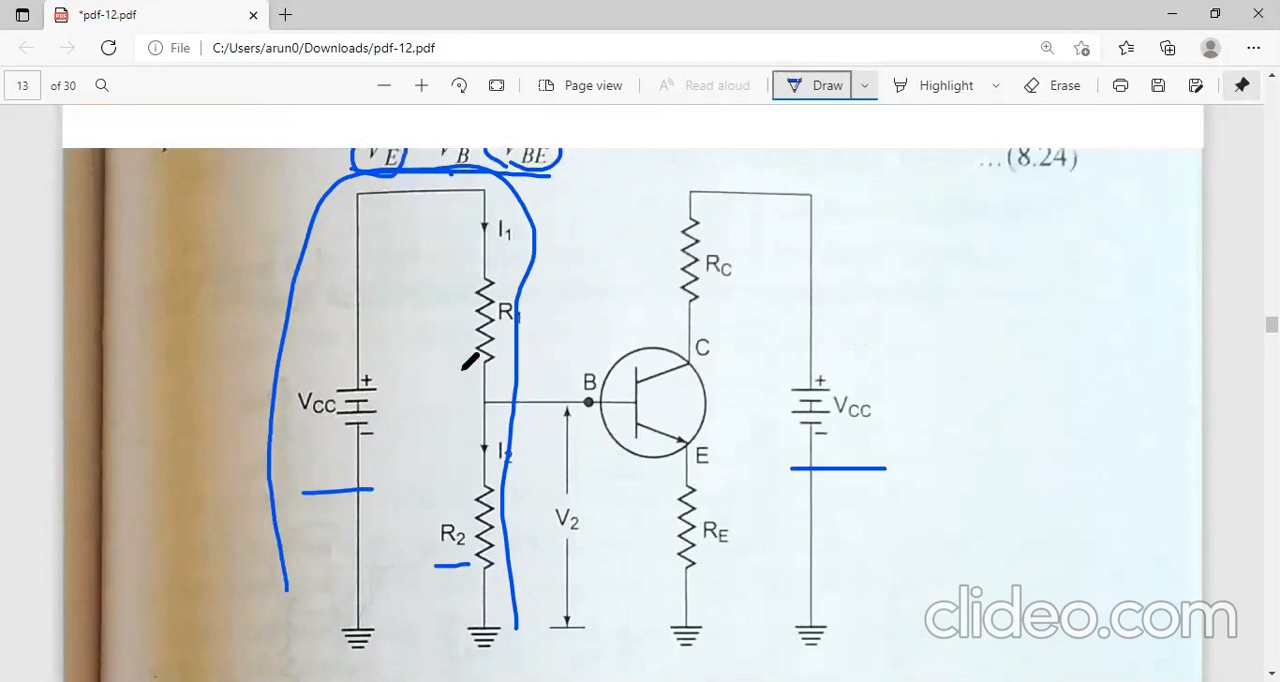 *pdf-12.pdf
File C:/Users/arun0/Downloads/pdf-12.pdf
13 of 30 Page view Read aloud Draw Highlight Erase
V E V B V BE ...(8.24)
I1
RC
R1
C
B
VCC + - + - VCC
I2 E
V2
R2 RE
clideo.com